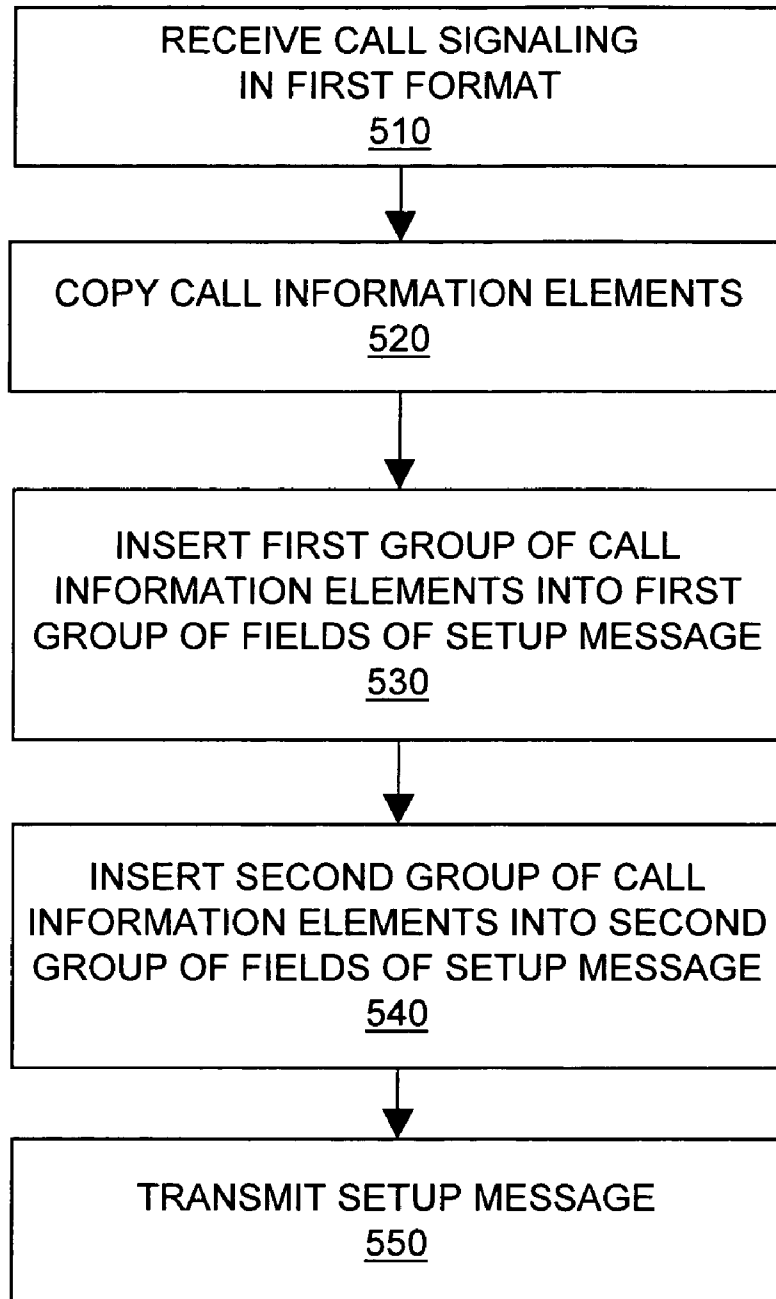 RECEIVE CALL SIGNALING
IN FIRST FORMAT
510
COPY CALL INFORMATION ELEMENTS
520
INSERT FIRST GROUP OF CALL
INFORMATION ELEMENTS INTO FIRST
GROUP OF FIELDS OF SETUP MESSAGE
530
INSERT SECOND GROUP OF CALL
INFORMATION ELEMENTS INTO SECOND
GROUP OF FIELDS OF SETUP MESSAGE
540
TRANSMIT SETUP MESSAGE
550